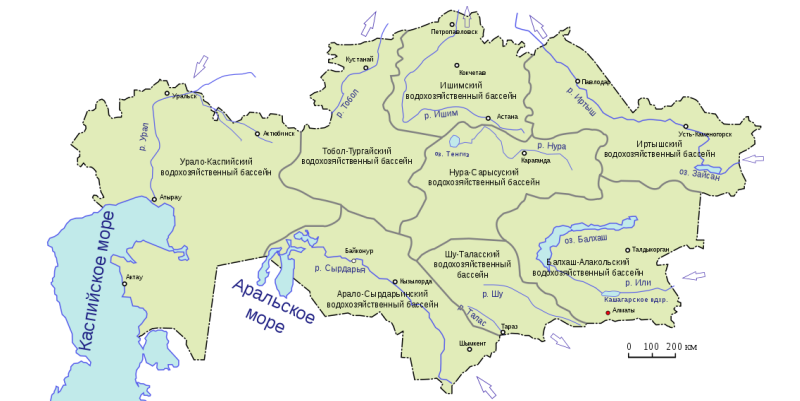 Петропавловск
Кустанай
Кокчетав
Павлодар
Ишимский
водохозяйственный бассейн
р. Тобол
р. Ишим
р. Иртыш
Астана
Уральск
Актюбинск
р. Урал
Усть-Каменогорск
Тобол-Тургайский
водохозяйственный бассейн
оз. Тенгиз
р. Нура
Караганда
Иртышский
водохозяйственный бассейн
Урало-Каспийский
водохозяйственный бассейн
Нура-Сарысуский
водохозяйственный бассейн
оз. Зайсан
Атырау
Каспийское море
Актау
Байконур
р. Сырдарья
Аральское
море
Кызылорда
Арало-Сырдарьинский
водохозяйственный бассейн
Шу-Таласский
водохозяйственный
бассейн
оз. Балхаш
Талдыкорган
Балхаш-Алакольский
водохозяйственный бассейн
р. Или
р. Шу
Кашагарское вдхр.
р. Талас
Алматы
Тараз
Шымкент
0 100 200 км